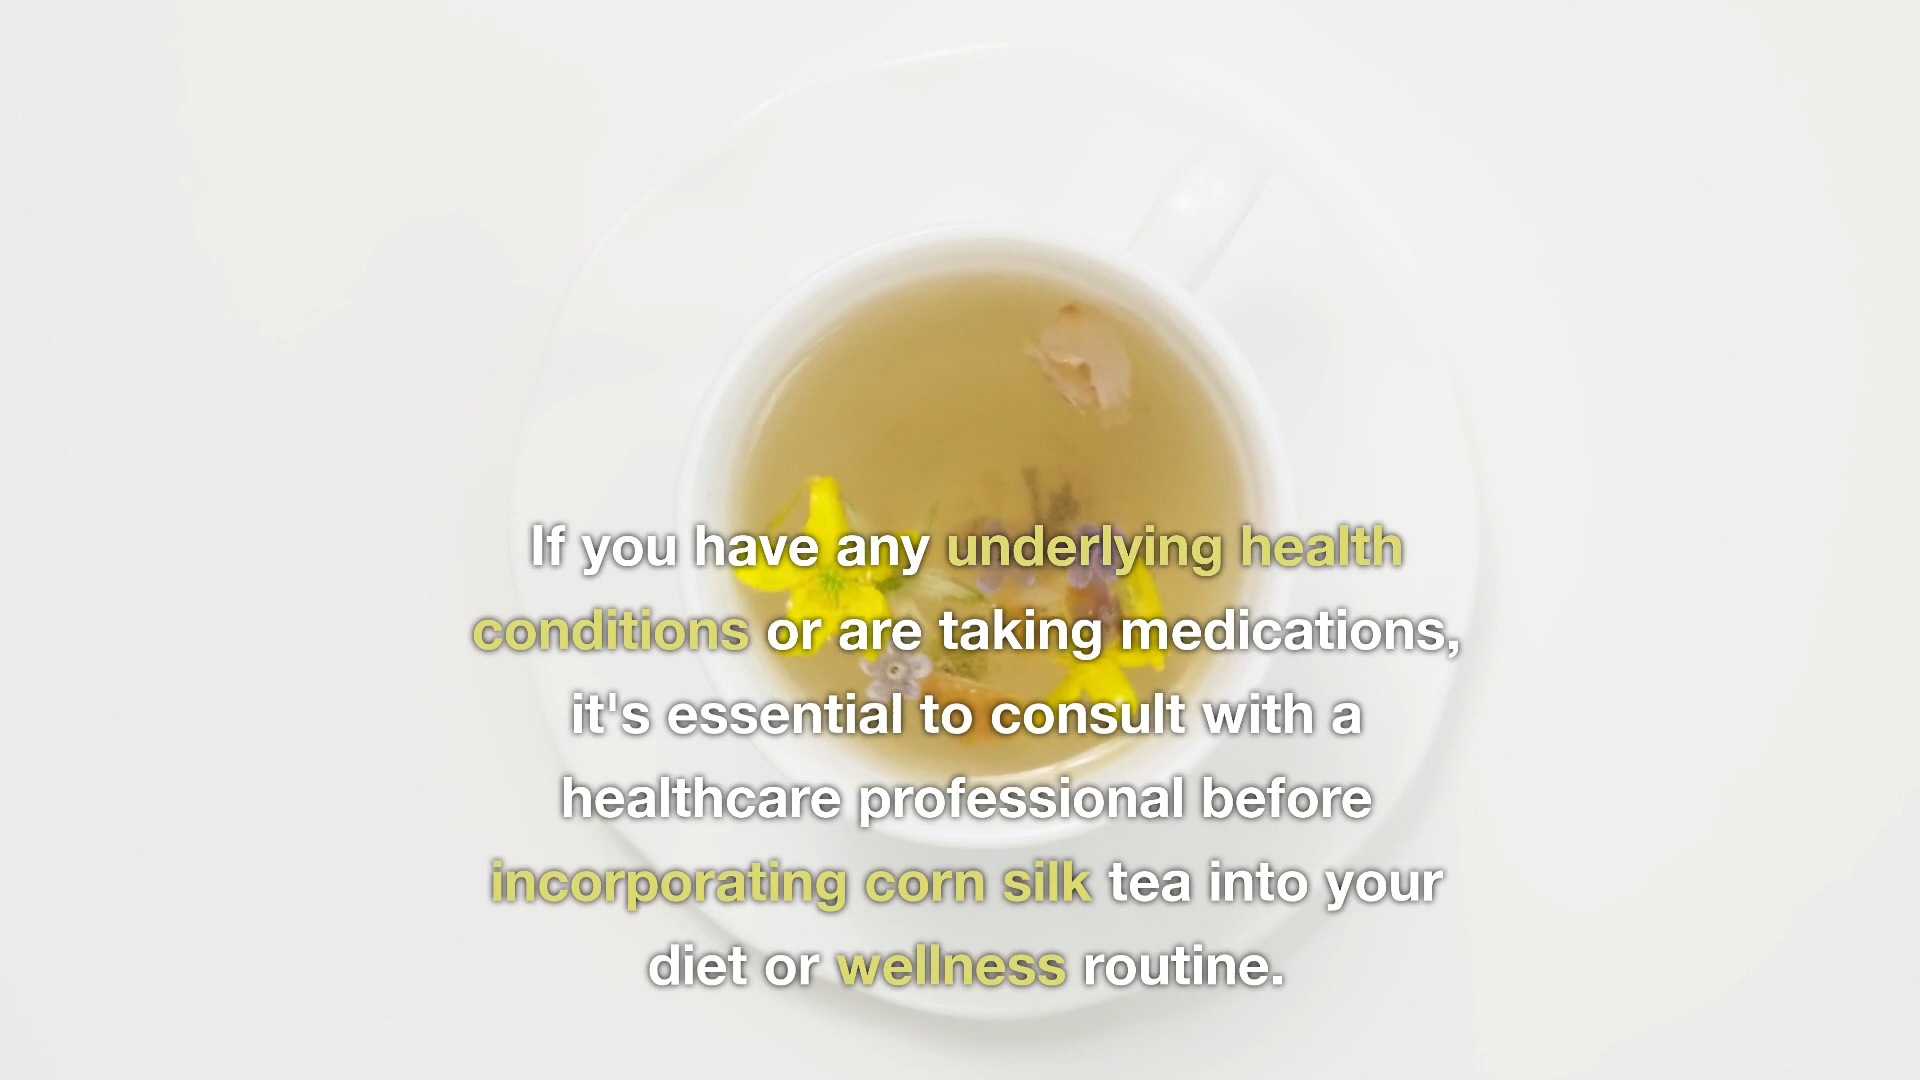 If you have any underlying health
conditions or are taking medications,
it's essential to consult with a
healthcare professional before
incorporating corn silk tea into your
diet or wellness routine.